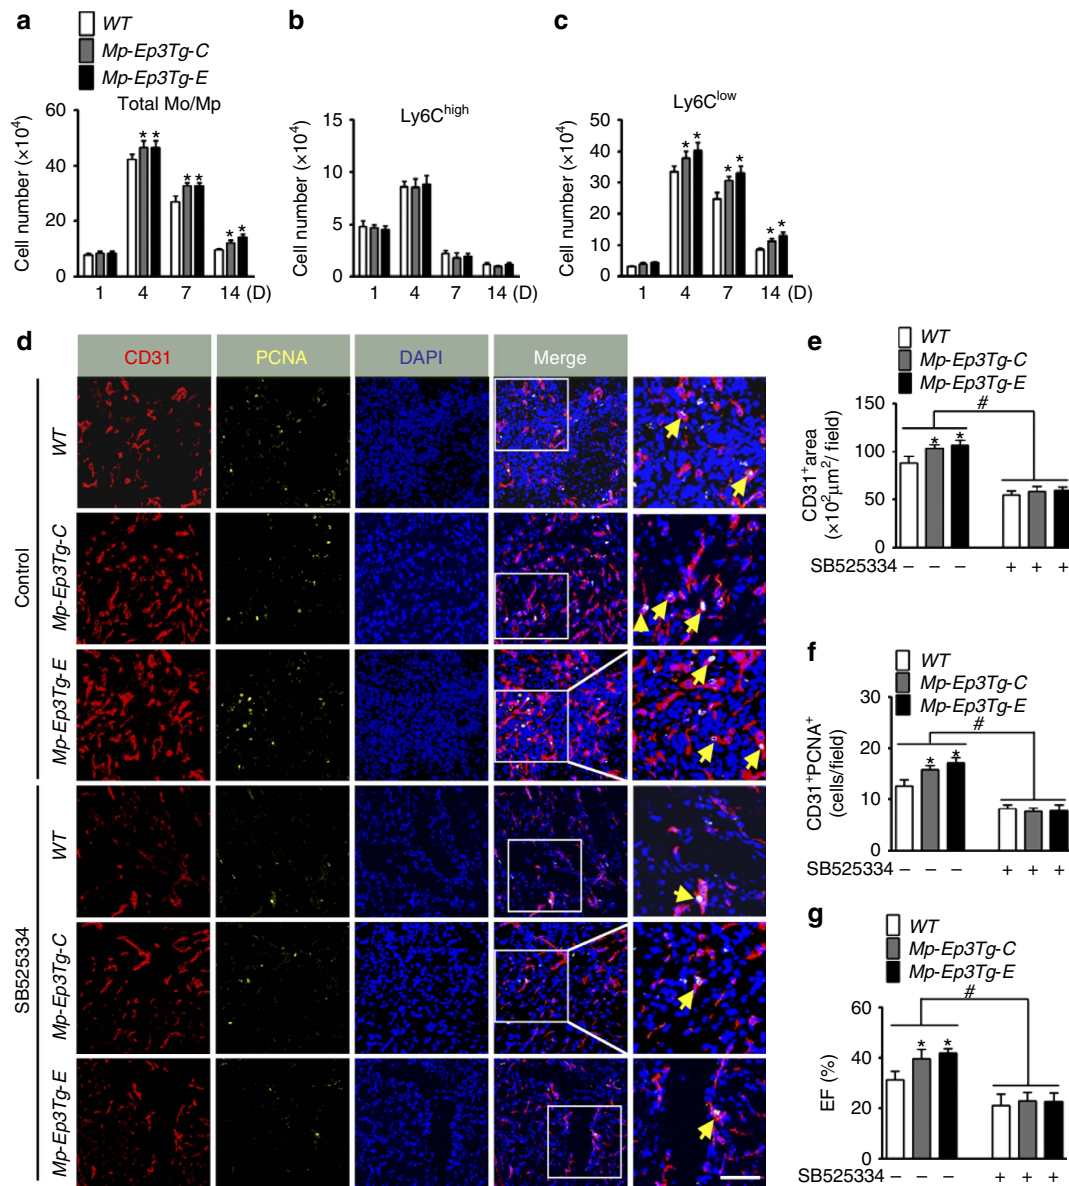 a
WT
Mp-Ep3Tg-C
Mp-Ep3Tg-E
Total Mo/Mp
Cell number (×10⁴)
60
40
20
0
* *
**
* *
1 4 7 14 (D)
b
Ly6Cʰⁱᵍʰ
Cell number (×10⁴)
15
10
5
0
1 4 7 14 (D)
c
Ly6Cˡᵒʷ
Cell number (×10⁴)
50
40
30
20
10
0
* *
* *
* *
1 4 7 14 (D)
d
CD31 PCNA DAPI Merge
Control
WT
Mp-Ep3Tg-C
Mp-Ep3Tg-E
SB525334
WT
Mp-Ep3Tg-C
Mp-Ep3Tg-E
e
WT
Mp-Ep3Tg-C
Mp-Ep3Tg-E
CD31⁺area
(×10²μm²/ field)
150
100
50
0
#
* *
SB525334 – – – + + +
f
WT
Mp-Ep3Tg-C
Mp-Ep3Tg-E
CD31⁺PCNA⁺
(cells/field)
30
20
10
0
#
* *
SB525334 – – – + + +
g
WT
Mp-Ep3Tg-C
Mp-Ep3Tg-E
EF (%)
60
40
20
0
#
* *
SB525334 – – – + + +